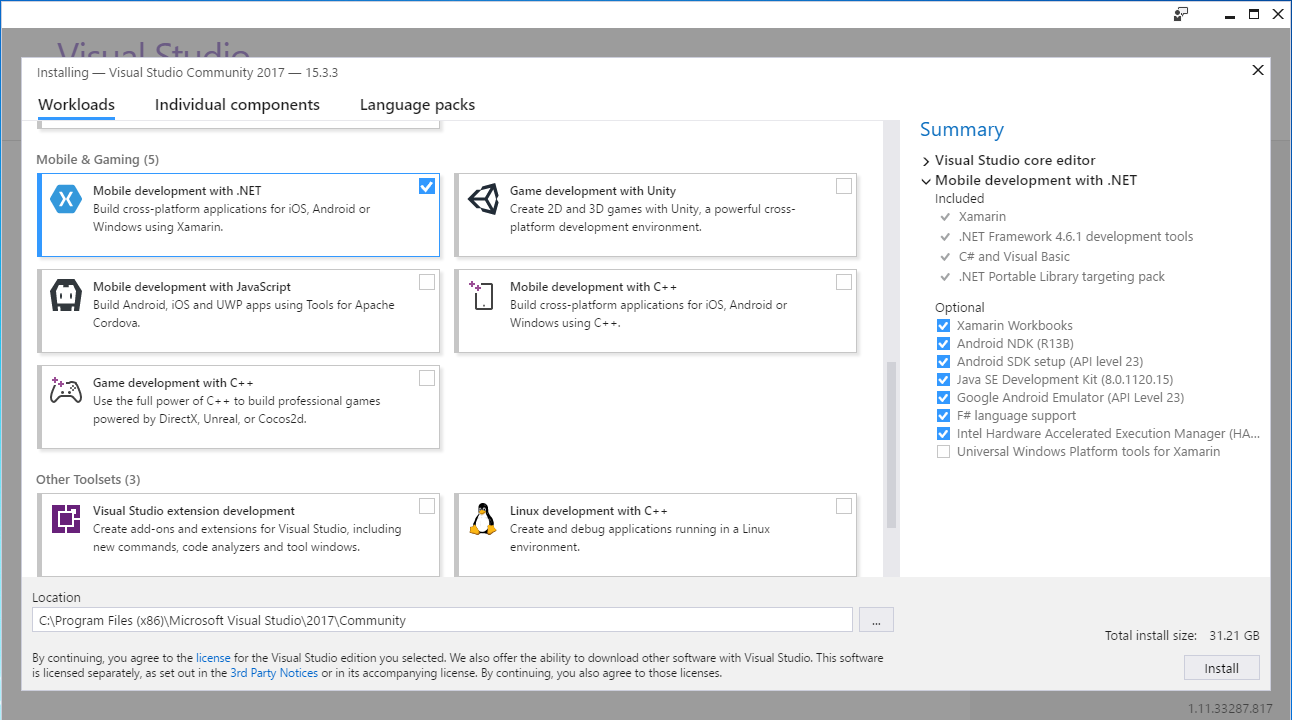 Visual Studio
Installing — Visual Studio Community 2017 — 15.3.3
Workloads
Individual components
Language packs
Mobile & Gaming (5)
Mobile development with .NET
Build cross-platform applications for iOS, Android or
Windows using Xamarin.
Game development with Unity
Create 2D and 3D games with Unity, a powerful cross-
platform development environment.
Mobile development with JavaScript
Build Android, iOS and UWP apps using Tools for Apache
Cordova.
Mobile development with C++
Build cross-platform applications for iOS, Android or
Windows using C++.
Game development with C++
Use the full power of C++ to build professional games
powered by DirectX, Unreal, or Cocos2d.
Other Toolsets (3)
Visual Studio extension development
Create add-ons and extensions for Visual Studio, including
new commands, code analyzers and tool windows.
Linux development with C++
Create and debug applications running in a Linux
environment.
Summary
Visual Studio core editor
Mobile development with .NET
Included
Xamarin
.NET Framework 4.6.1 development tools
C# and Visual Basic
.NET Portable Library targeting pack
Optional
Xamarin Workbooks
Android NDK (R13B)
Android SDK setup (API level 23)
Java SE Development Kit (8.0.1120.15)
Google Android Emulator (API Level 23)
F# language support
Intel Hardware Accelerated Execution Manager (HA...
Universal Windows Platform tools for Xamarin
Location
C:\Program Files (x86)\Microsoft Visual Studio\2017\Community
...
Total install size: 31.21 GB
By continuing, you agree to the license for the Visual Studio edition you selected. We also offer the ability to download other software with Visual Studio. This software
is licensed separately, as set out in the 3rd Party Notices or in its accompanying license. By continuing, you also agree to those licenses.
Install
1.11.33287.817